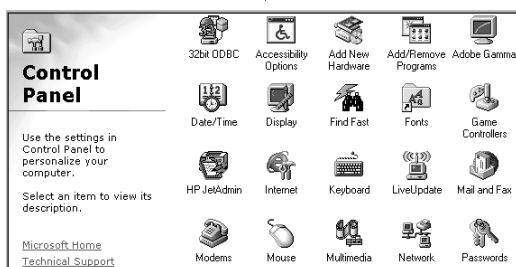 Control
Panel
Use the settings in
Control Panel to
personalize your
computer.
Select an item to view its
description.
Microsoft Home
Technical Support
32bit ODBC
Accessibility
Options
Add New
Hardware
Add/Remove
Programs
Adobe Gamma
Date/Time
Display
Find Fast
Fonts
Game
Controllers
HP JetAdmin
Internet
Keyboard
LiveUpdate
Mail and Fax
Modems
Mouse
Multimedia
Network
Passwords